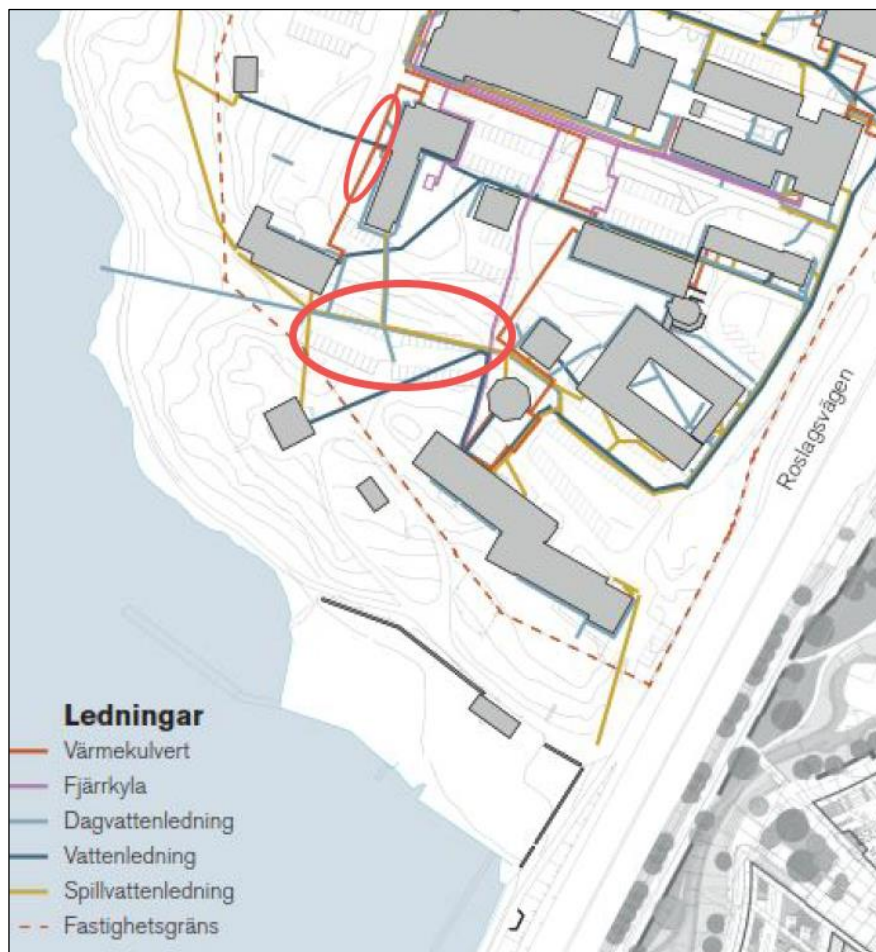 Roslagsvägen
Ledningar
Värmekulvert
Fjärrkyla
Dagvattenledning
Vattenledning
Spillvattenledning
Fastighetsgräns